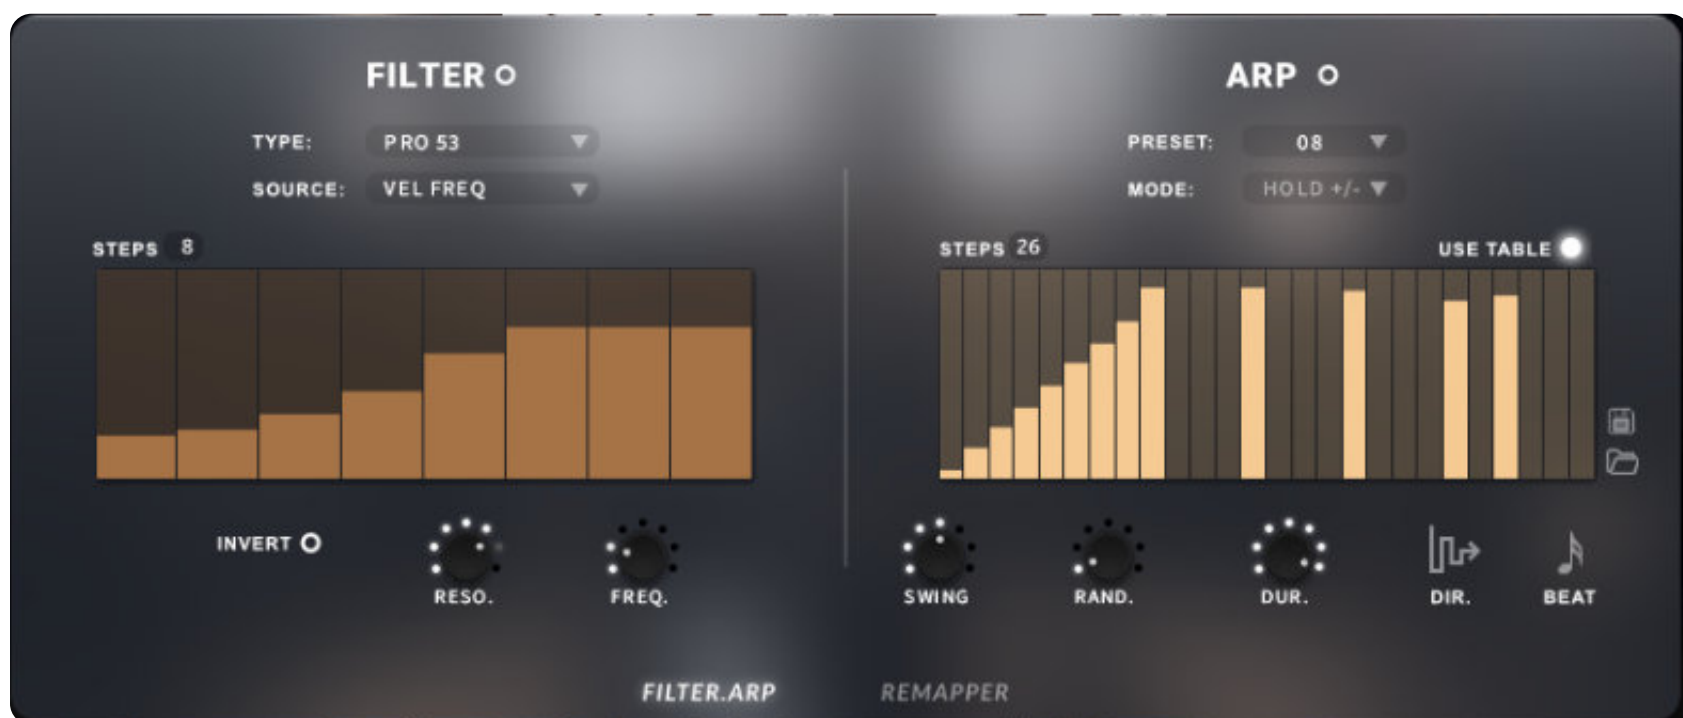 FILTER
TYPE: PRO 53
SOURCE: VEL FREQ
STEPS 8
INVERT
RESO.
FREQ.
ARP
PRESET: 08
MODE: HOLD +/-
STEPS 26
USE TABLE
SWING
RAND.
DUR.
DIR.
BEAT
FILTER.ARP
REMAPPER